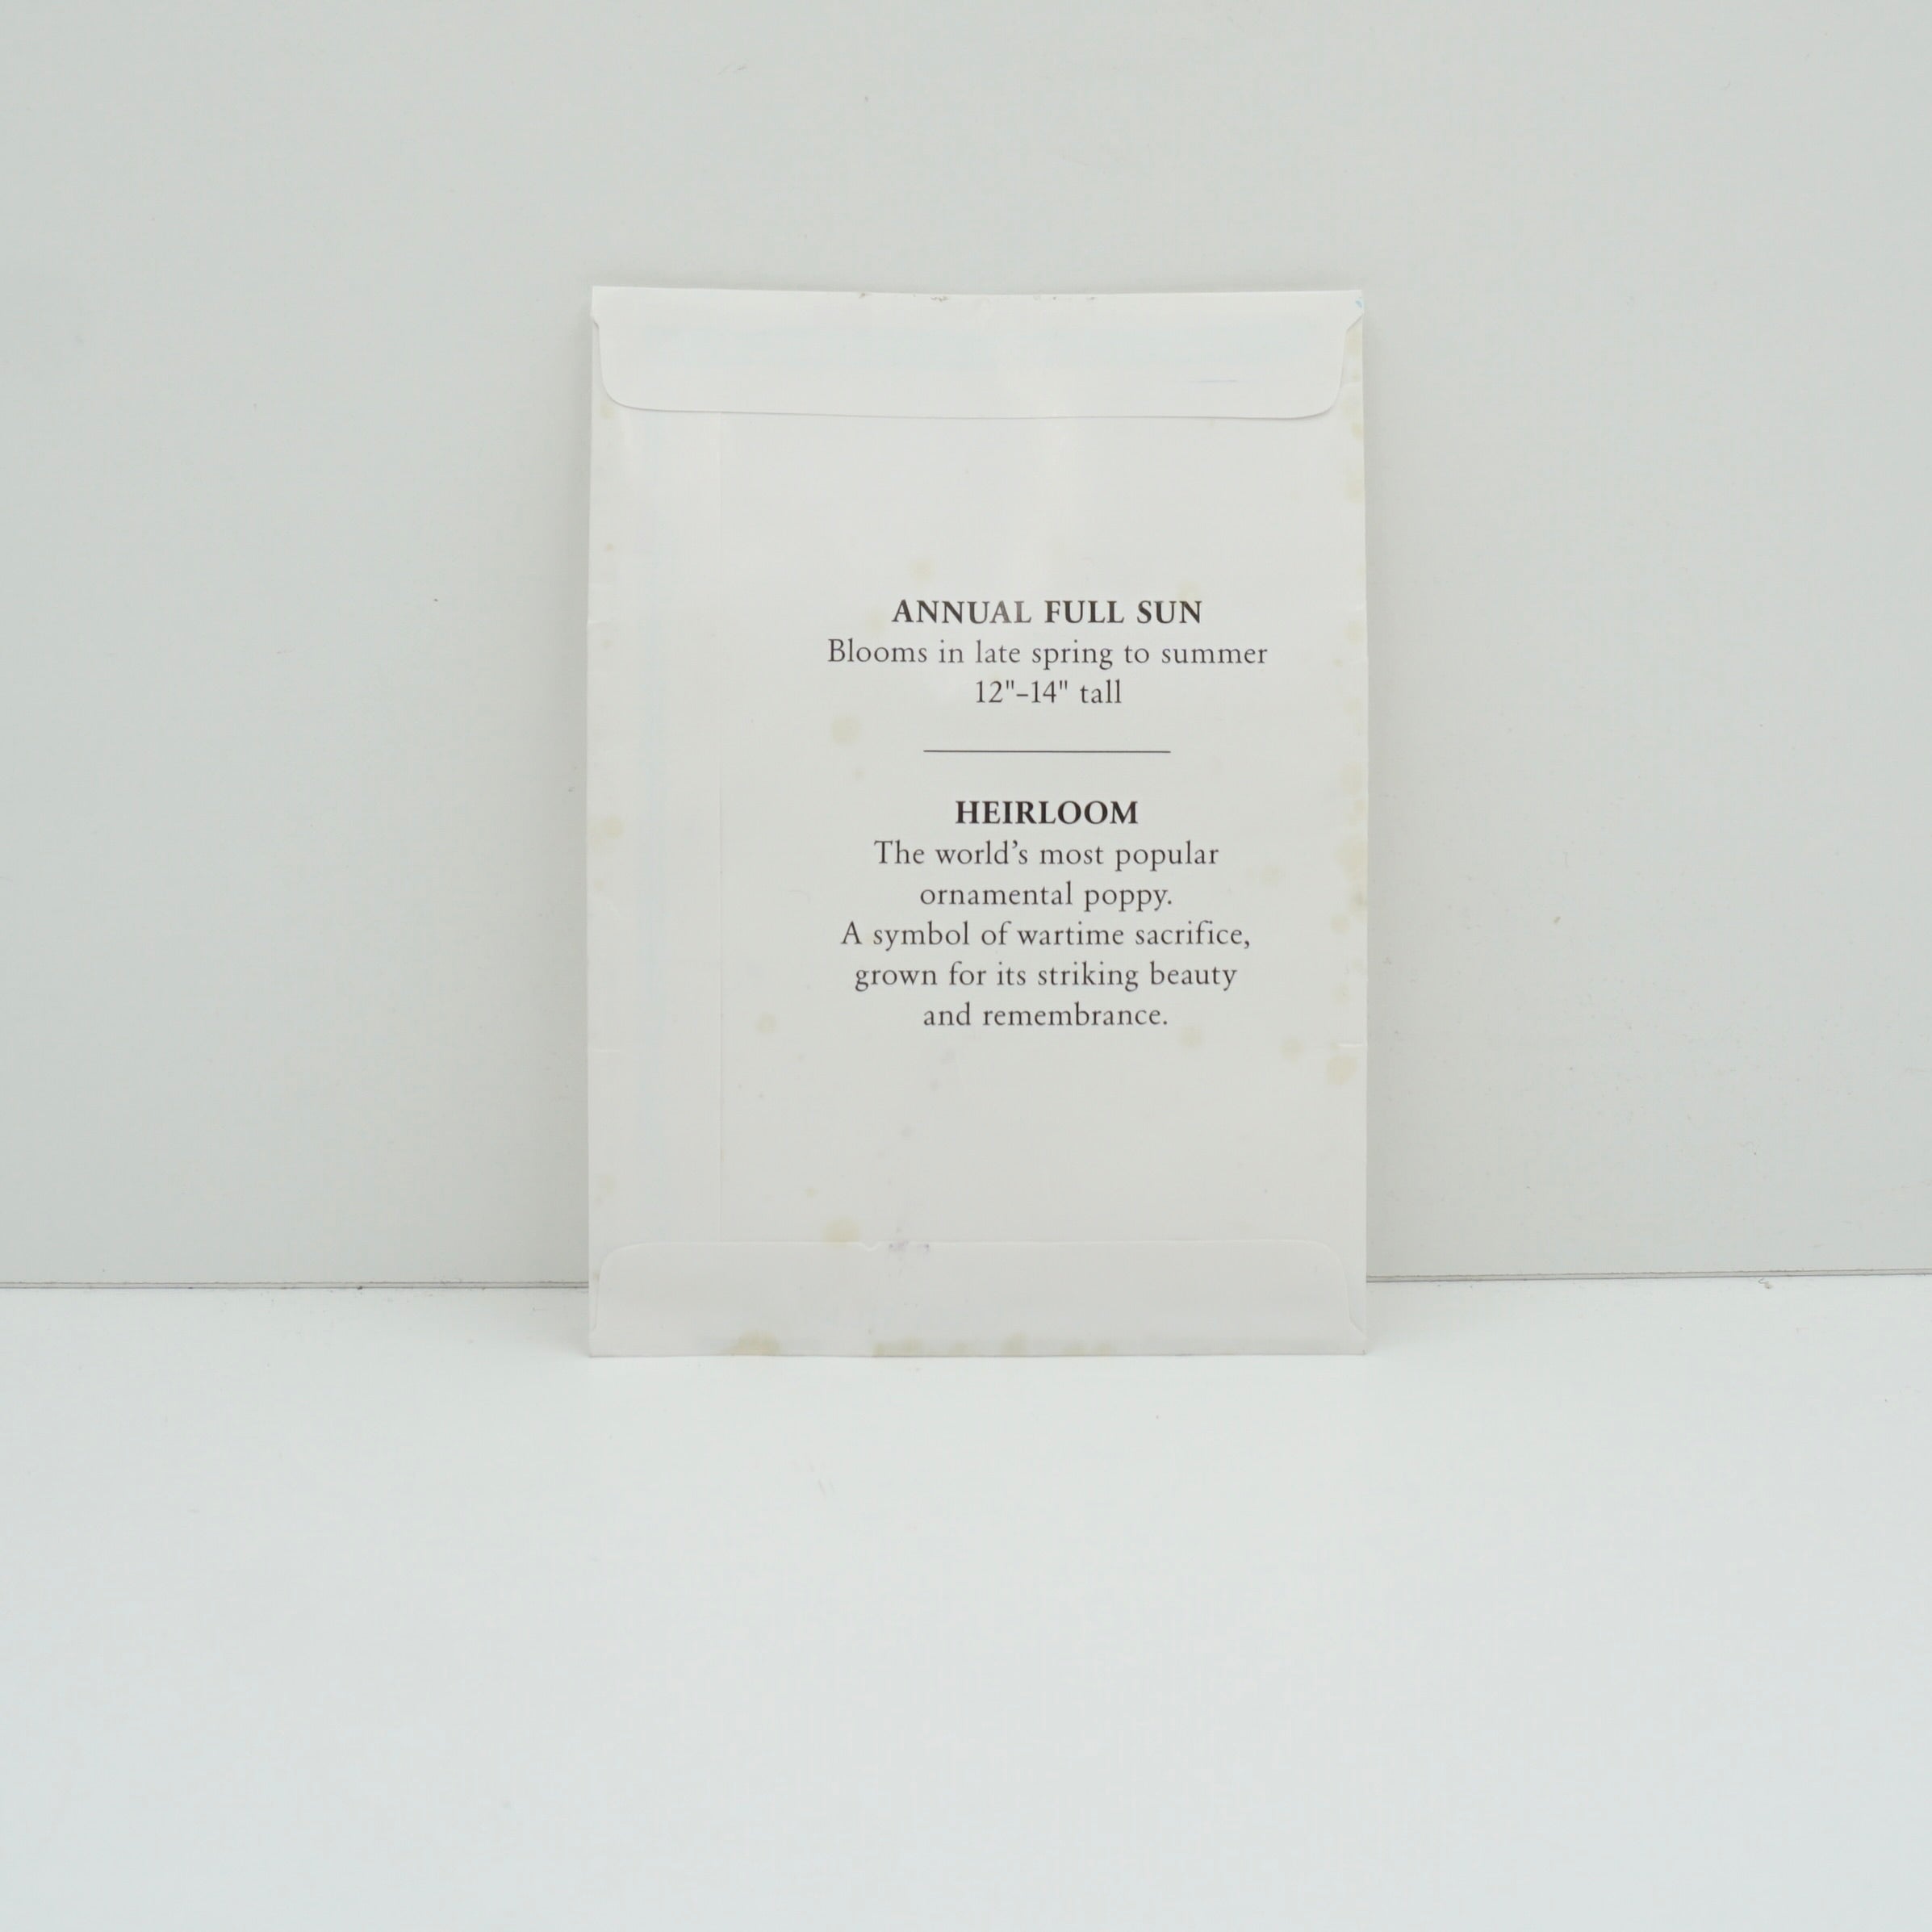 ANNUAL FULL SUN
Blooms in late spring to summer
12"–14" tall
HEIRLOOM
The world’s most popular
ornamental poppy.
A symbol of wartime sacrifice,
grown for its striking beauty
and remembrance.